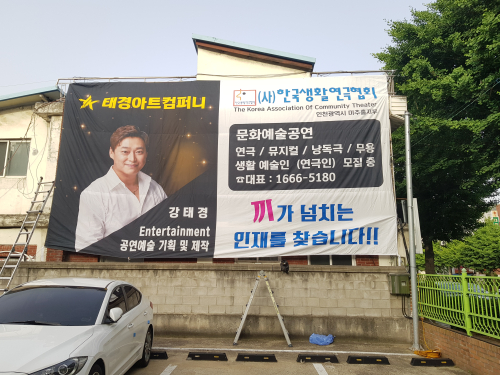 태경아트컴퍼니
강태경
Entertainment
공연예술 기획 및 제작
(사)한국생활연극협회
The Korea Association Of Community Theater
인천광역시 미추홀지부
문화예술공연
연극 / 뮤지컬 / 낭독극 / 무용
생활 예술인 (연극인) 모집 중
☎대표 : 1666-5180
끼가 넘치는
인재를 찾습니다!!